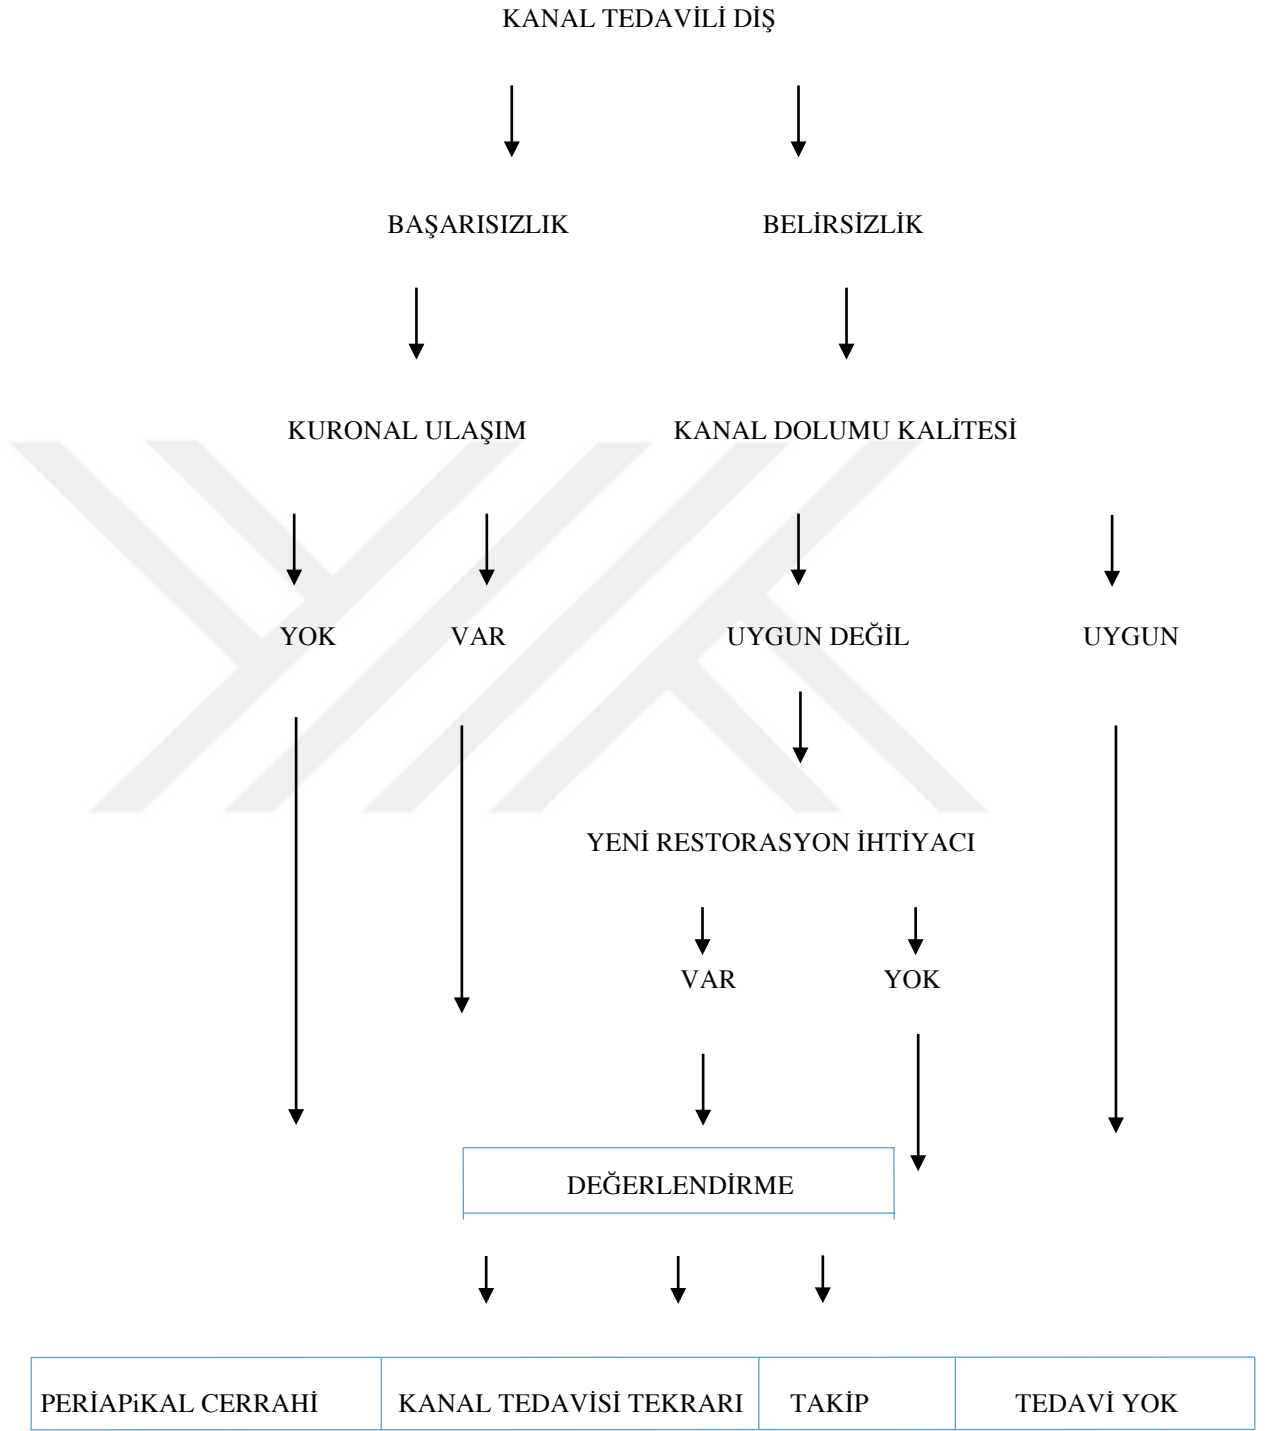 KANAL TEDAVİLİ DİŞ
BAŞARISIZLIK
BELİRSİZLİK
KURONAL ULAŞIM
KANAL DOLUMU KALİTESİ
YOK
VAR
UYGUN DEĞİL
UYGUN
YENİ RESTORASYON İHTİYACI
VAR
YOK
DEĞERLENDİRME
PERİAPiKAL CERRAHİ
KANAL TEDAVİSİ TEKRARI
TAKİP
TEDAVİ YOK